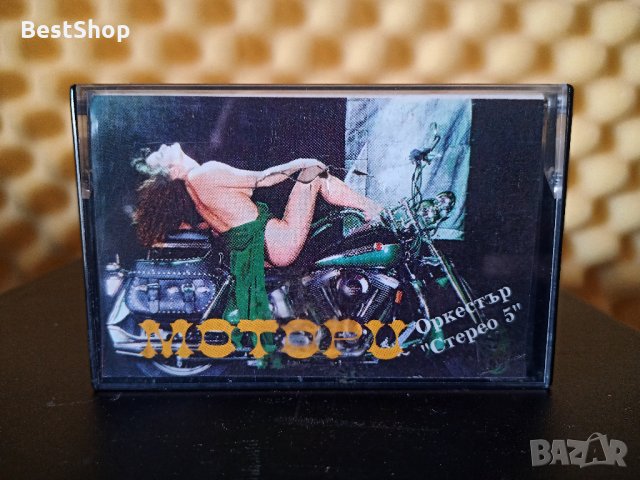 BestShop
МОТОРИ
Оркестър
"Стерео 5"
BAZAR